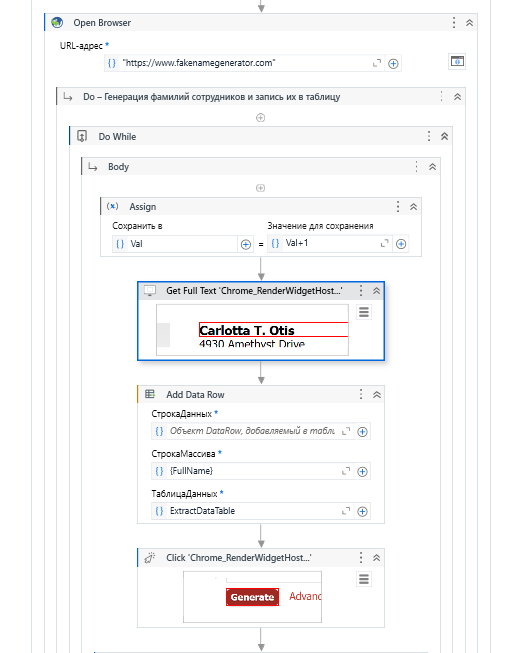 Open Browser
URL-адрес *
{} "https://www.fakenamegenerator.com"
Do – Генерация фамилий сотрудников и запись их в таблицу
Do While
Body
(x) Assign
Сохранить в
Значение для сохранения
{} Val
=
{} Val+1
Get Full Text 'Chrome_RenderWidgetHost...'
Carlotta T. Otis
4930 Amethyst Drive
Add Data Row
СтрокаДанных *
{} Объект DataRow, добавляемый в табли
СтрокаМассива *
{} {FullName}
ТаблицаДанных *
{} ExtractDataTable
Click 'Chrome_RenderWidgetHost...'
Generate
Advanc